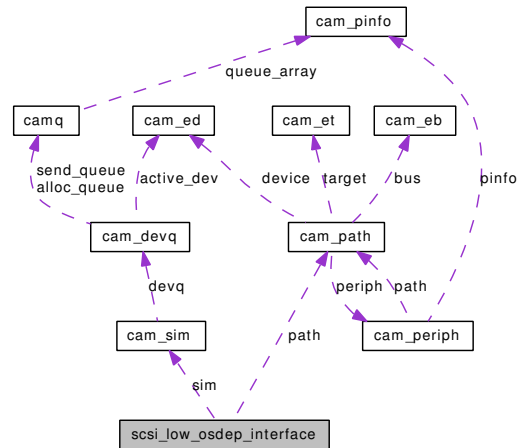 cam_pinfo
queue_array
camq
cam_ed
cam_et
cam_eb
send_queue
alloc_queue
active_dev
device
target
bus
pinfo
cam_devq
cam_path
devq
periph
path
cam_sim
cam_periph
path
sim
scsi_low_osdep_interface